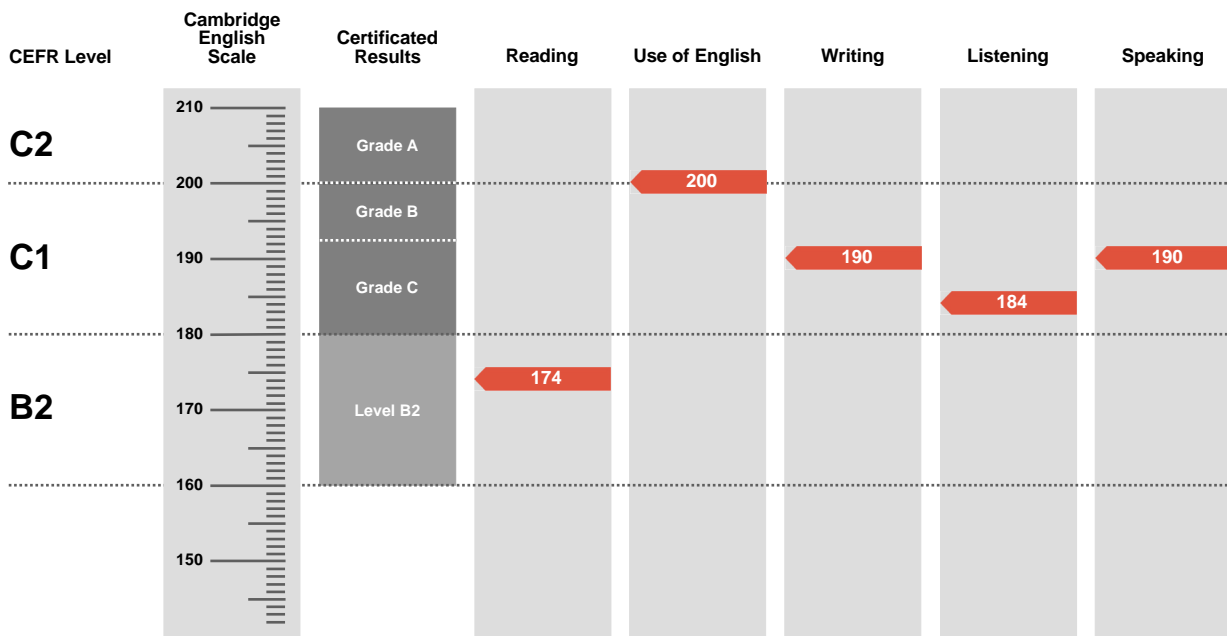 CEFR Level
Cambridge
English
Scale
Certificated
Results
Reading
Use of English
Writing
Listening
Speaking
210
C2
Grade A
200
200
Grade B
C1
190
190
190
Grade C
184
180
174
B2
170
Level B2
160
150